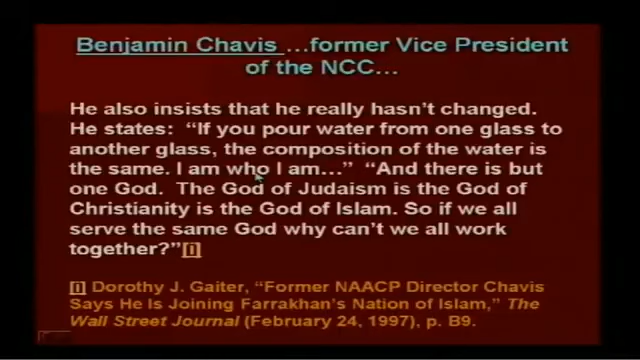 Benjamin Chavis …former Vice President
of the NCC…
He also insists that he really hasn't changed.
He states: “If you pour water from one glass to
another glass, the composition of the water is
the same. I am who I am…” “And there is but
one God. The God of Judaism is the God of
Christianity is the God of Islam. So if we all
serve the same God why can't we all work
together?”[i]
[i] Dorothy J. Gaiter, “Former NAACP Director Chavis
Says He Is Joining Farrakhan's Nation of Islam,” The
Wall Street Journal (February 24, 1997), p. B9.